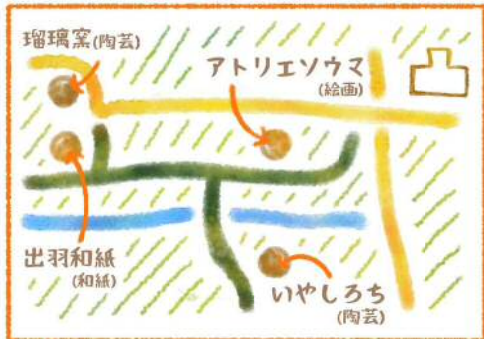 瑠璃窯(陶芸)
アトリエソウマ
(絵画)
出羽和紙
(和紙)
いやしろち
(陶芸)